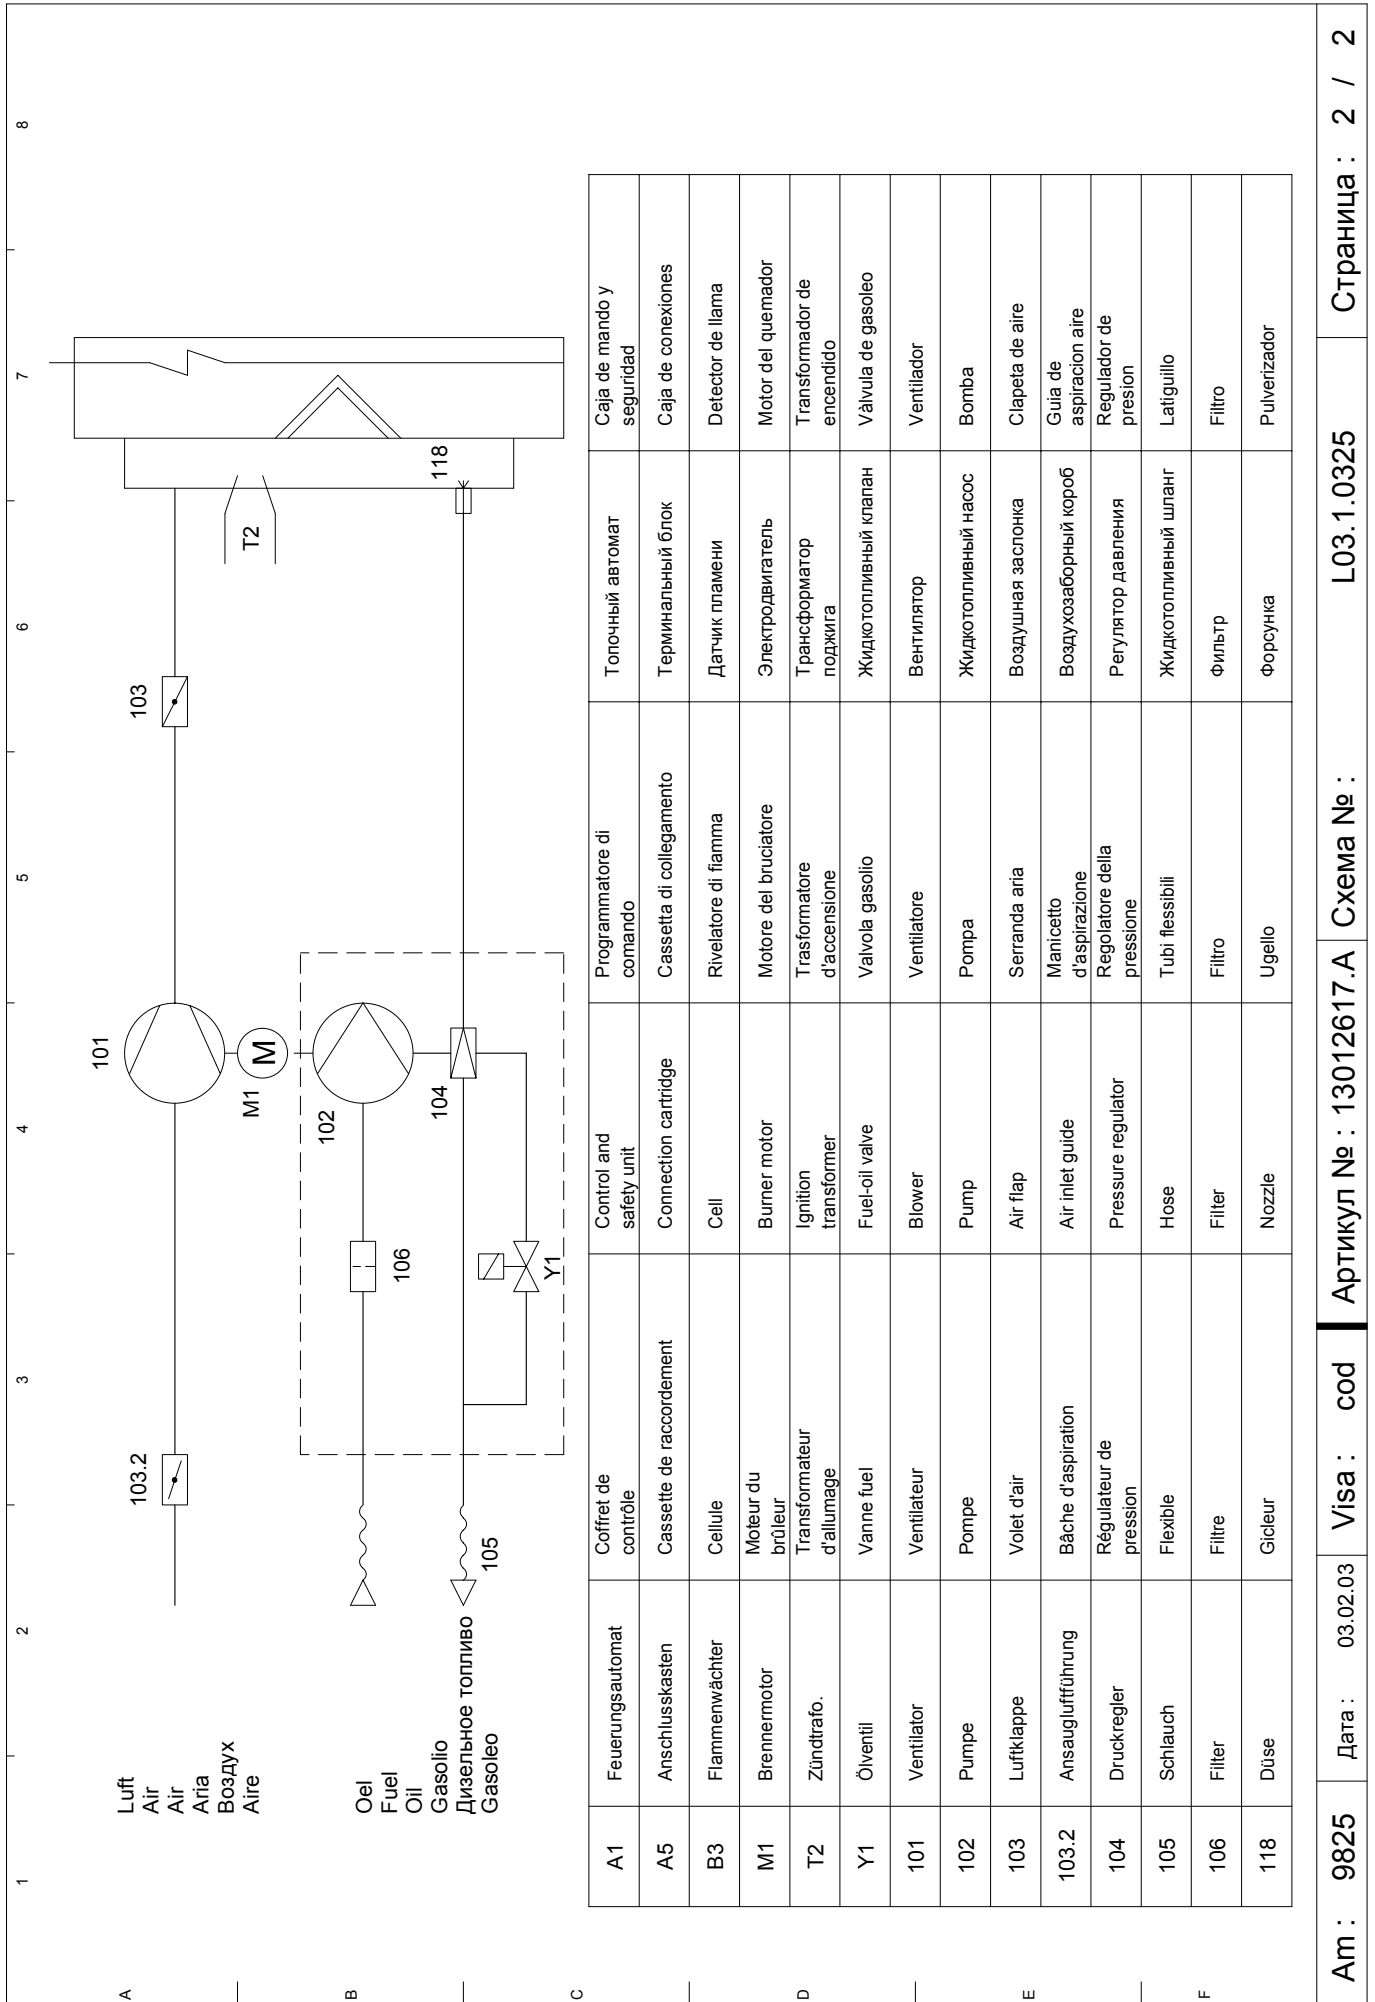 1 2 3 4 5 6 7 8
A
B
C
D
E
F
Luft
Air
Air
Aria
Воздух
Aire
103.2
101
103
M1
M
T2
Oel
Fuel
Oil
Gasolio
Дизельное топливо
Gasoleo
102
106
104
105
Y1
118
A1 Feuerungsautomat Coffret de contrôle Control and safety unit Programmatore di comando Топочный автомат Caja de mando y seguridad
A5 Anschlusskasten Cassette de raccordement Connection cartridge Cassetta di collegamento Терминальный блок Caja de conexiones
B3 Flammenwächter Cellule Cell Rivelatore di fiamma Датчик пламени Detector de llama
M1 Brennermotor Moteur du brûleur Burner motor Motore del bruciatore Электродвигатель Motor del quemador
T2 Zündtrafo. Transformateur d'allumage Ignition transformer Trasformatore d'accensione Трансформатор поджига Transformador de encendido
Y1 Ölventil Vanne fuel Fuel-oil valve Valvola gasolio Жидкотопливный клапан Vàlvula de gasoleo
101 Ventilator Ventilateur Blower Ventilatore Вентилятор Ventilador
102 Pumpe Pompe Pump Pompa Жидкотопливный насос Bomba
103 Luftklappe Volet d'air Air flap Serranda aria Воздушная заслонка Clapeta de aire
103.2 Ansaugluftführung Bâche d'aspiration Air inlet guide Manicetto d'aspirazione Воздухозаборный короб Guia de aspiracion aire
104 Druckregler Régulateur de pression Pressure regulator Regolatore della pressione Регулятор давления Regulador de presion
105 Schlauch Flexible Hose Tubi flessibili Жидкотопливный шланг Latiguillo
106 Filter Filtre Filter Filtro Фильтр Filtro
118 Düse Gicleur Nozzle Ugello Форсунка Pulverizador
Am : 9825 Дата : 03.02.03 Visa : cod Артикул № : 13012617.A Схема № : L03.1.0325 Страница : 2 / 2